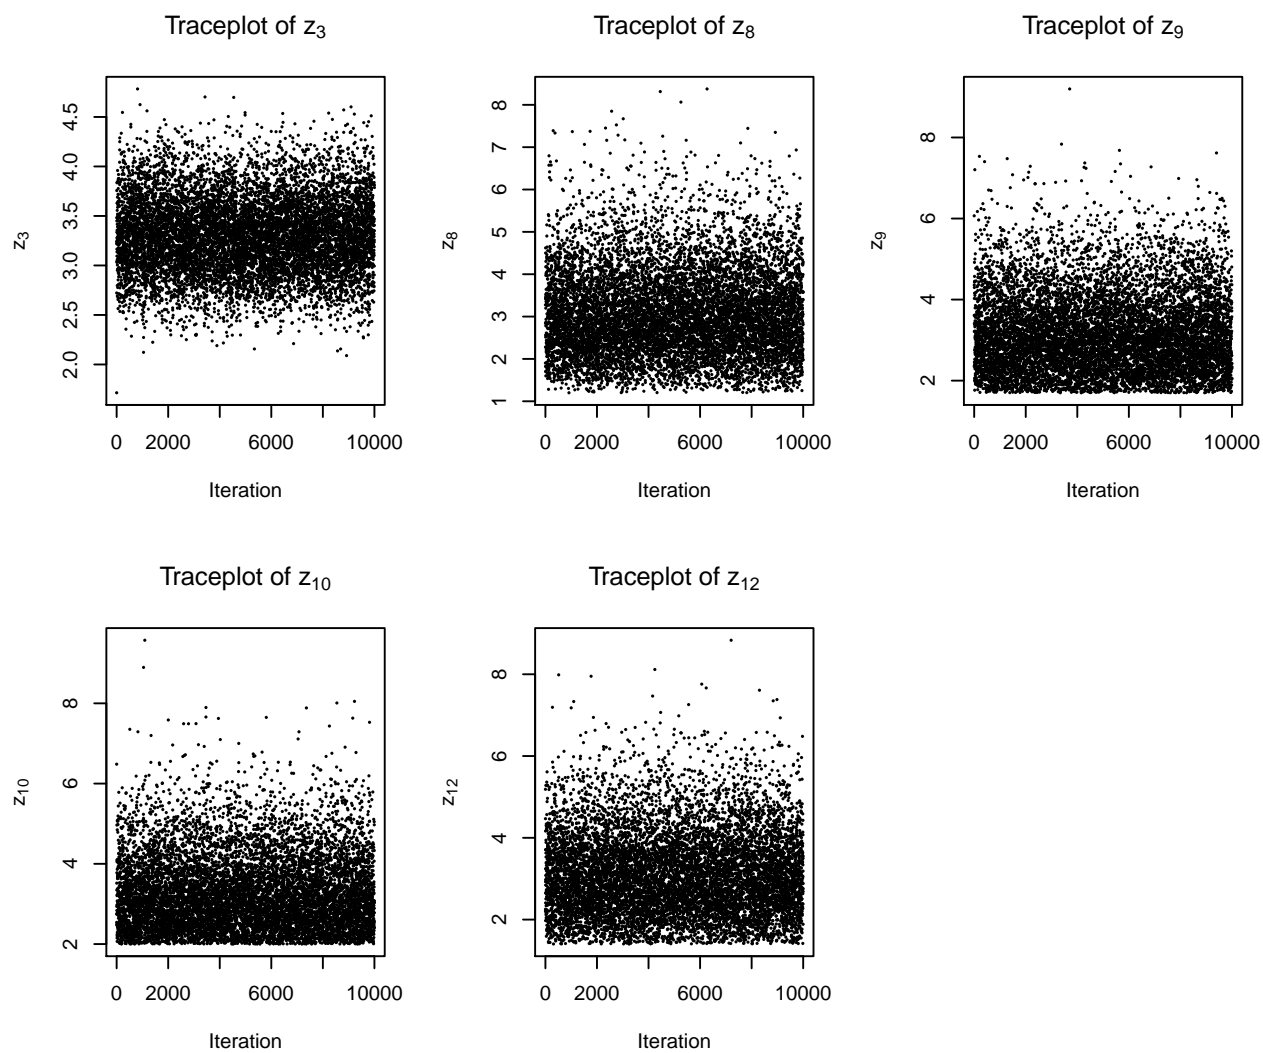 Traceplot of z₃
z₃
4.5
4.0
3.5
3.0
2.5
2.0
0 2000 6000 10000
Iteration
Traceplot of z₈
z₈
8
7
6
5
4
3
2
1
0 2000 6000 10000
Iteration
Traceplot of z₉
z₉
8
6
4
2
0 2000 6000 10000
Iteration
Traceplot of z₁₀
z₁₀
8
6
4
2
0 2000 6000 10000
Iteration
Traceplot of z₁₂
z₁₂
8
6
4
2
0 2000 6000 10000
Iteration